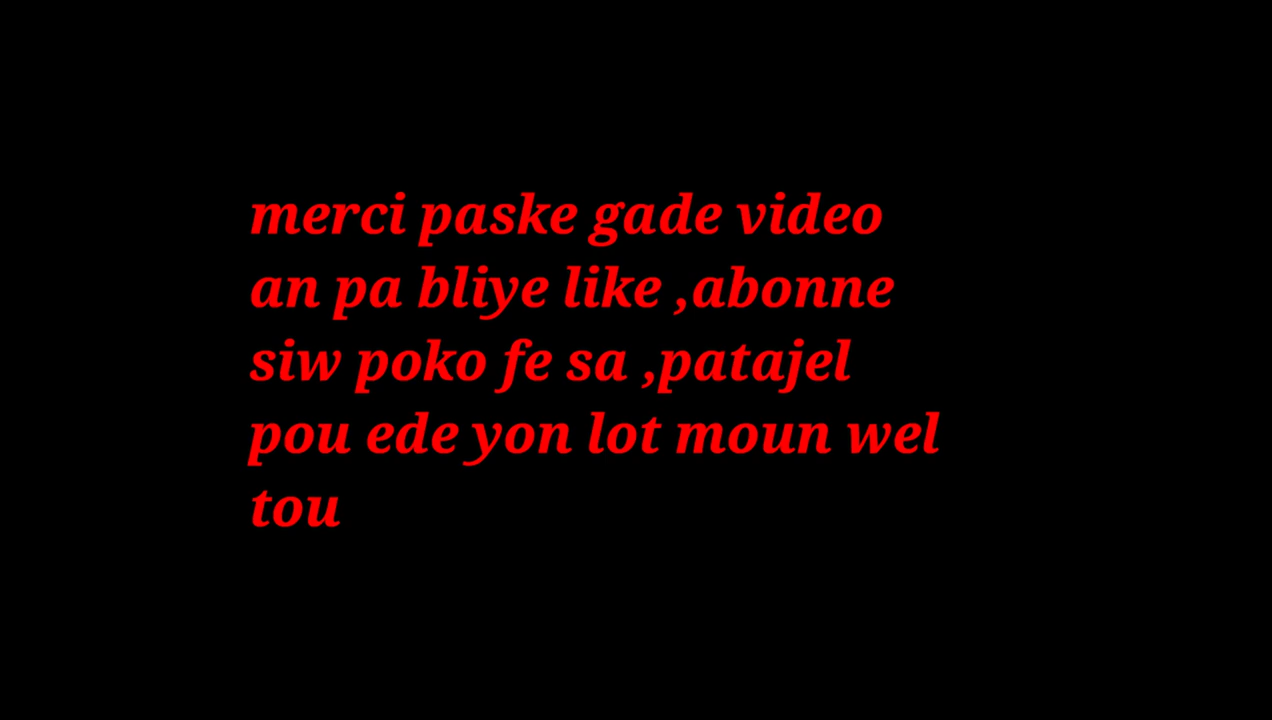 merci paske gade video
an pa bliye like ,abonne
siw poko fe sa ,patajel
pou ede yon lot moun wel
tou